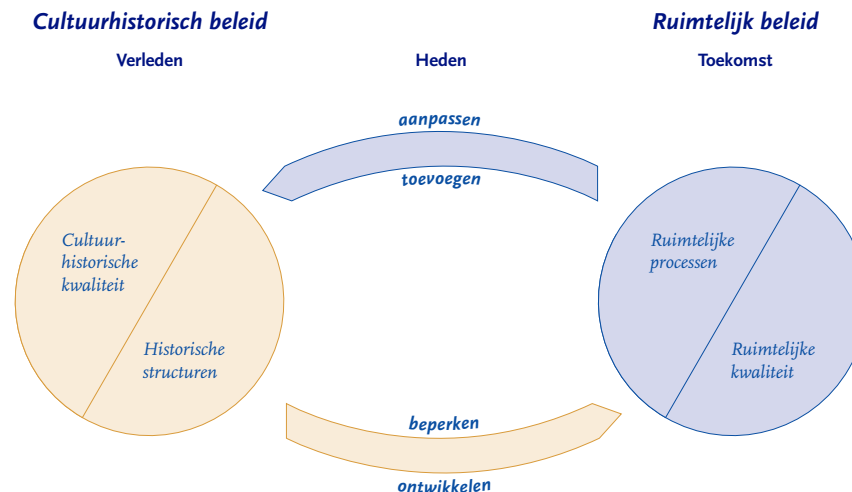 Cultuurhistorisch beleid
Ruimtelijk beleid
Verleden
Heden
Toekomst
aanpassen
toevoegen
Cultuur-
historische
kwaliteit
Historische
structuren
Ruimtelijke
processen
Ruimtelijke
kwaliteit
beperken
ontwikkelen